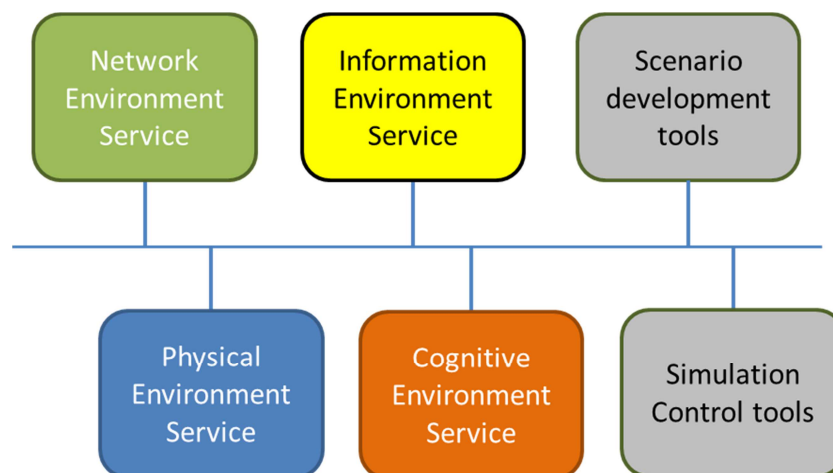 Network
Environment
Service
Information
Environment
Service
Scenario
development
tools
Physical
Environment
Service
Cognitive
Environment
Service
Simulation
Control tools